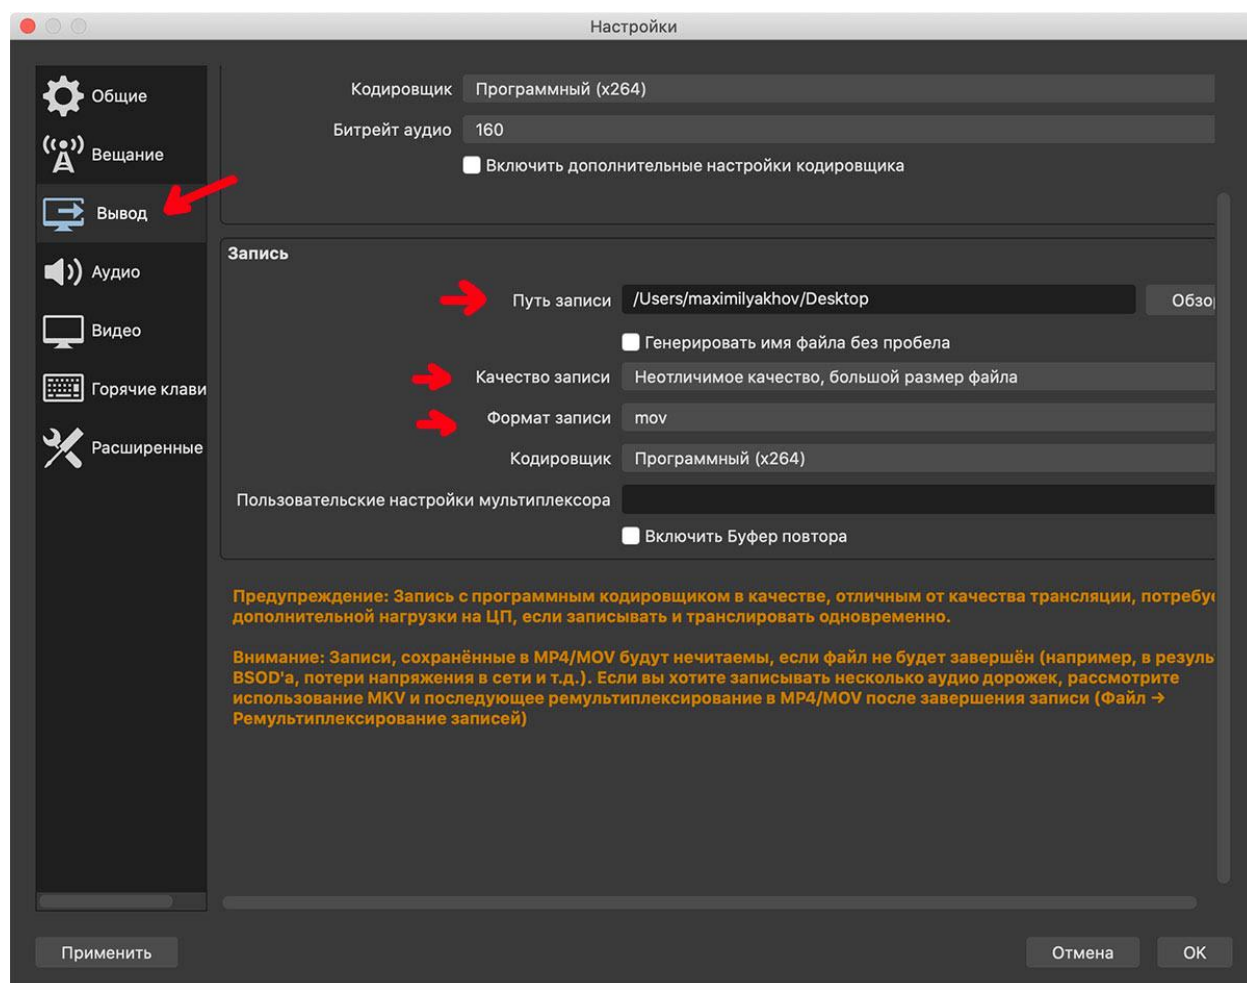 Настройки
Общие
Вещание
Вывод
Аудио
Видео
Горячие клави
Расширенные
Кодировщик Программный (x264)
Битрейт аудио 160
Включить дополнительные настройки кодировщика
Запись
Путь записи /Users/maximilyakhov/Desktop Обзо
Генерировать имя файла без пробела
Качество записи Неотличимое качество, большой размер файла
Формат записи mov
Кодировщик Программный (x264)
Пользовательские настройки мультиплексора
Включить Буфер повтора
Предупреждение: Запись с программным кодировщиком в качестве, отличным от качества трансляции, потребу
дополнительной нагрузки на ЦП, если записывать и транслировать одновременно.
Внимание: Записи, сохранённые в MP4/MOV будут нечитаемы, если файл не будет завершён (например, в резуль
BSOD'а, потери напряжения в сети и т.д.). Если вы хотите записывать несколько аудио дорожек, рассмотрите
использование MKV и последующее ремультиплексирование в MP4/MOV после завершения записи (Файл →
Ремультиплексирование записей)
Применить
Отмена
OK